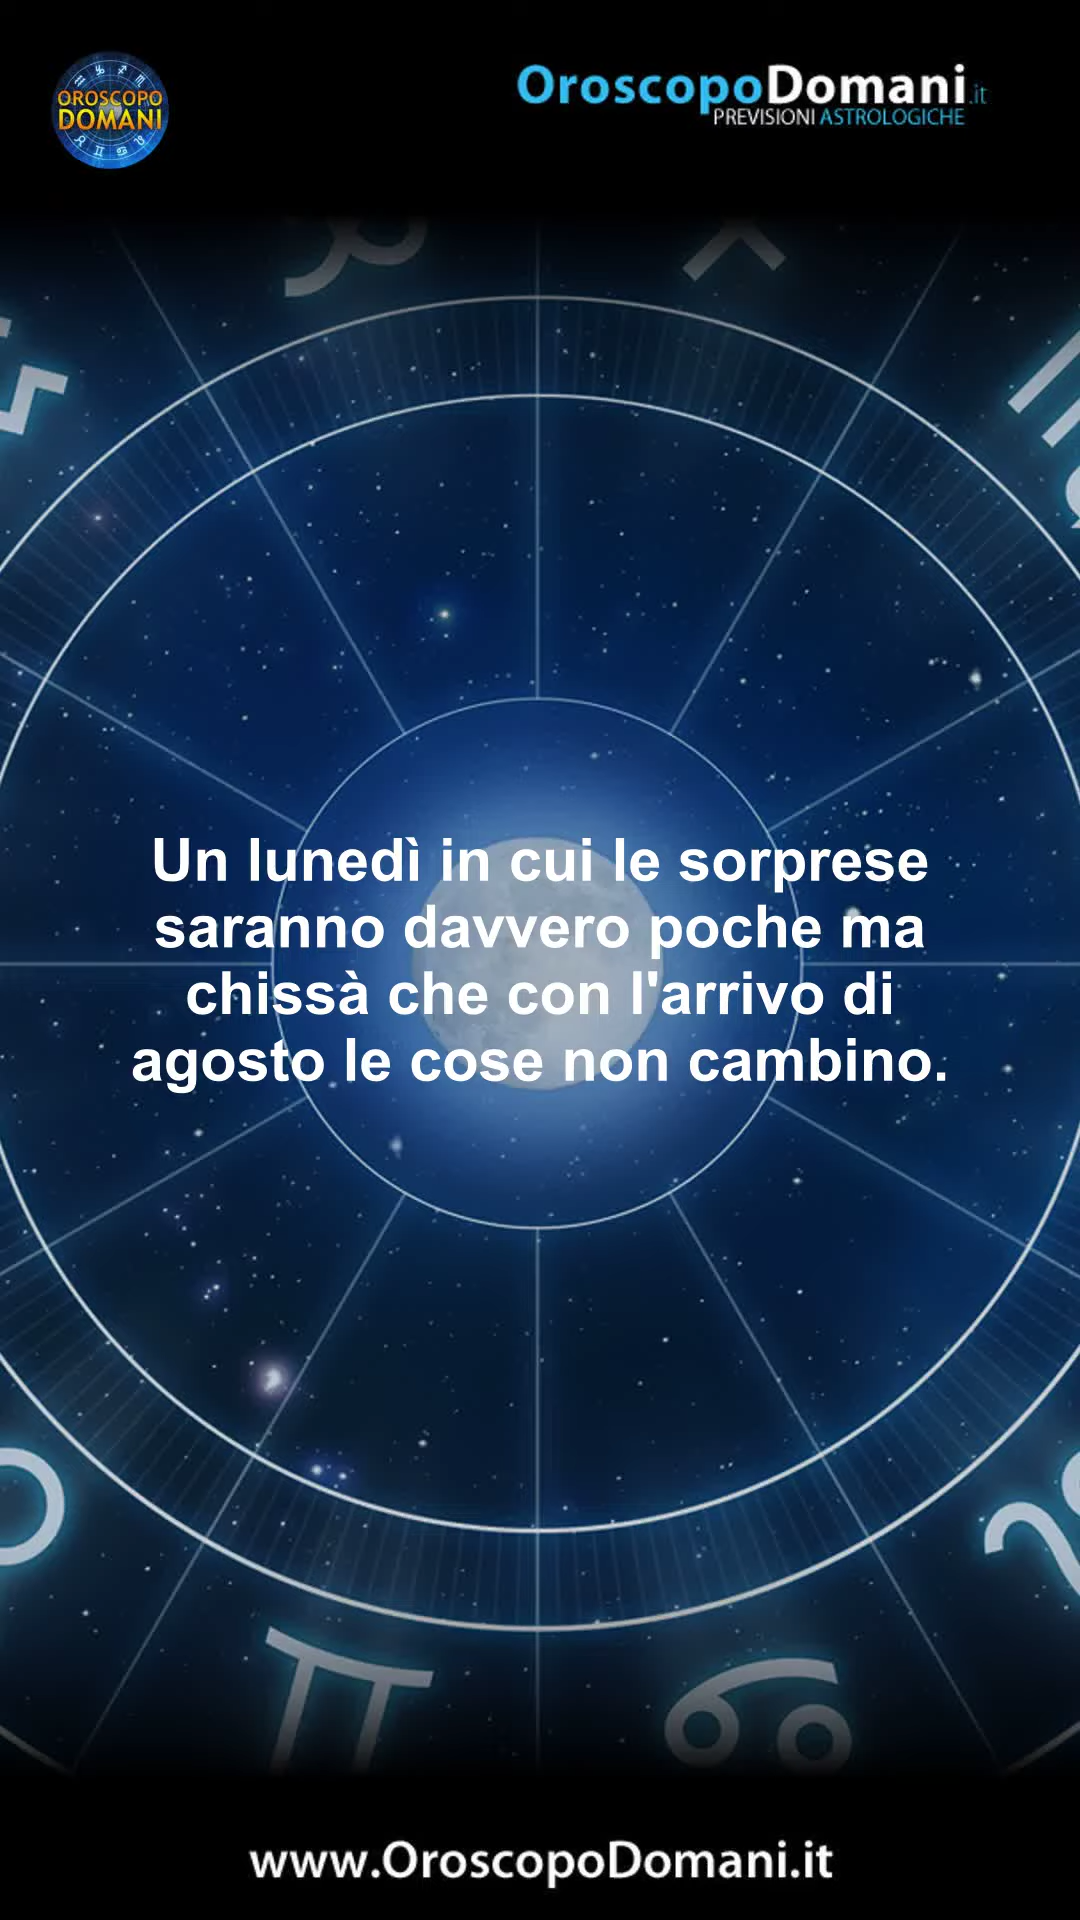 OROSCOPO
DOMANI
OroscopoDomani.it
PREVISIONI ASTROLOGICHE
Un lunedì in cui le sorprese
saranno davvero poche ma
chissà che con l'arrivo di
agosto le cose non cambino.
www.OroscopoDomani.it